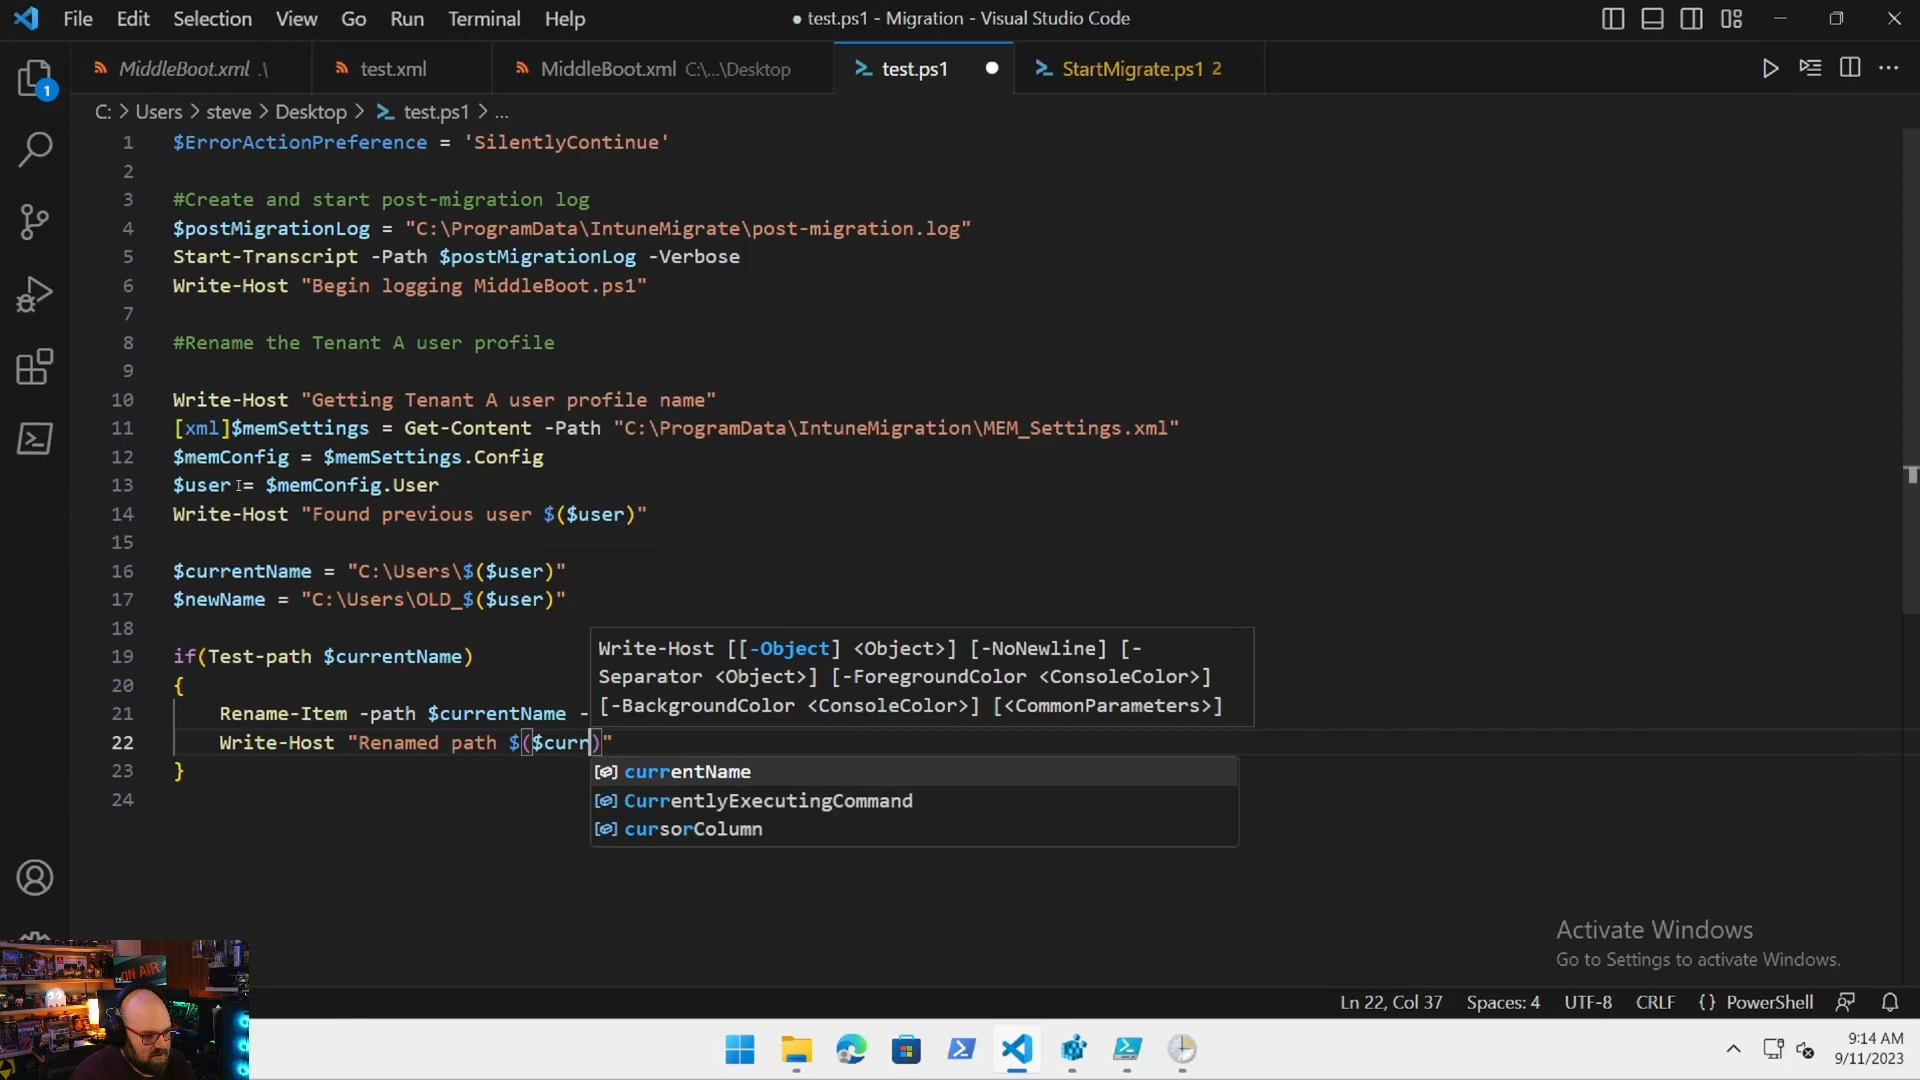 File Edit Selection View Go Run Terminal Help
● test.ps1 - Migration - Visual Studio Code
MiddleBoot.xml .\
test.xml
MiddleBoot.xml C:\...\Desktop
test.ps1
StartMigrate.ps1 2
1
C: > Users > steve > Desktop > test.ps1 > ...
1 $ErrorActionPreference = 'SilentlyContinue'
2
3 #Create and start post-migration log
4 $postMigrationLog = "C:\ProgramData\IntuneMigrate\post-migration.log"
5 Start-Transcript -Path $postMigrationLog -Verbose
6 Write-Host "Begin logging MiddleBoot.ps1"
7
8 #Rename the Tenant A user profile
9
10 Write-Host "Getting Tenant A user profile name"
11 [xml]$memSettings = Get-Content -Path "C:\ProgramData\IntuneMigration\MEM_Settings.xml"
12 $memConfig = $memSettings.Config
13 $user = $memConfig.User
14 Write-Host "Found previous user $($user)"
15
16 $currentName = "C:\Users\$($user)"
17 $newName = "C:\Users\OLD_$($user)"
18
19 if(Test-path $currentName)
20 {
21 Rename-Item -path $currentName -
22 Write-Host "Renamed path $($curr)"
23 }
24
Write-Host [[-Object] <Object>] [-NoNewline] [-
Separator <Object>] [-ForegroundColor <ConsoleColor>]
[-BackgroundColor <ConsoleColor>] [<CommonParameters>]
currentName
CurrentlyExecutingCommand
cursorColumn
Activate Windows
Go to Settings to activate Windows.
ON AIR
Ln 22, Col 37 Spaces: 4 UTF-8 CRLF {} PowerShell
9:14 AM
9/11/2023